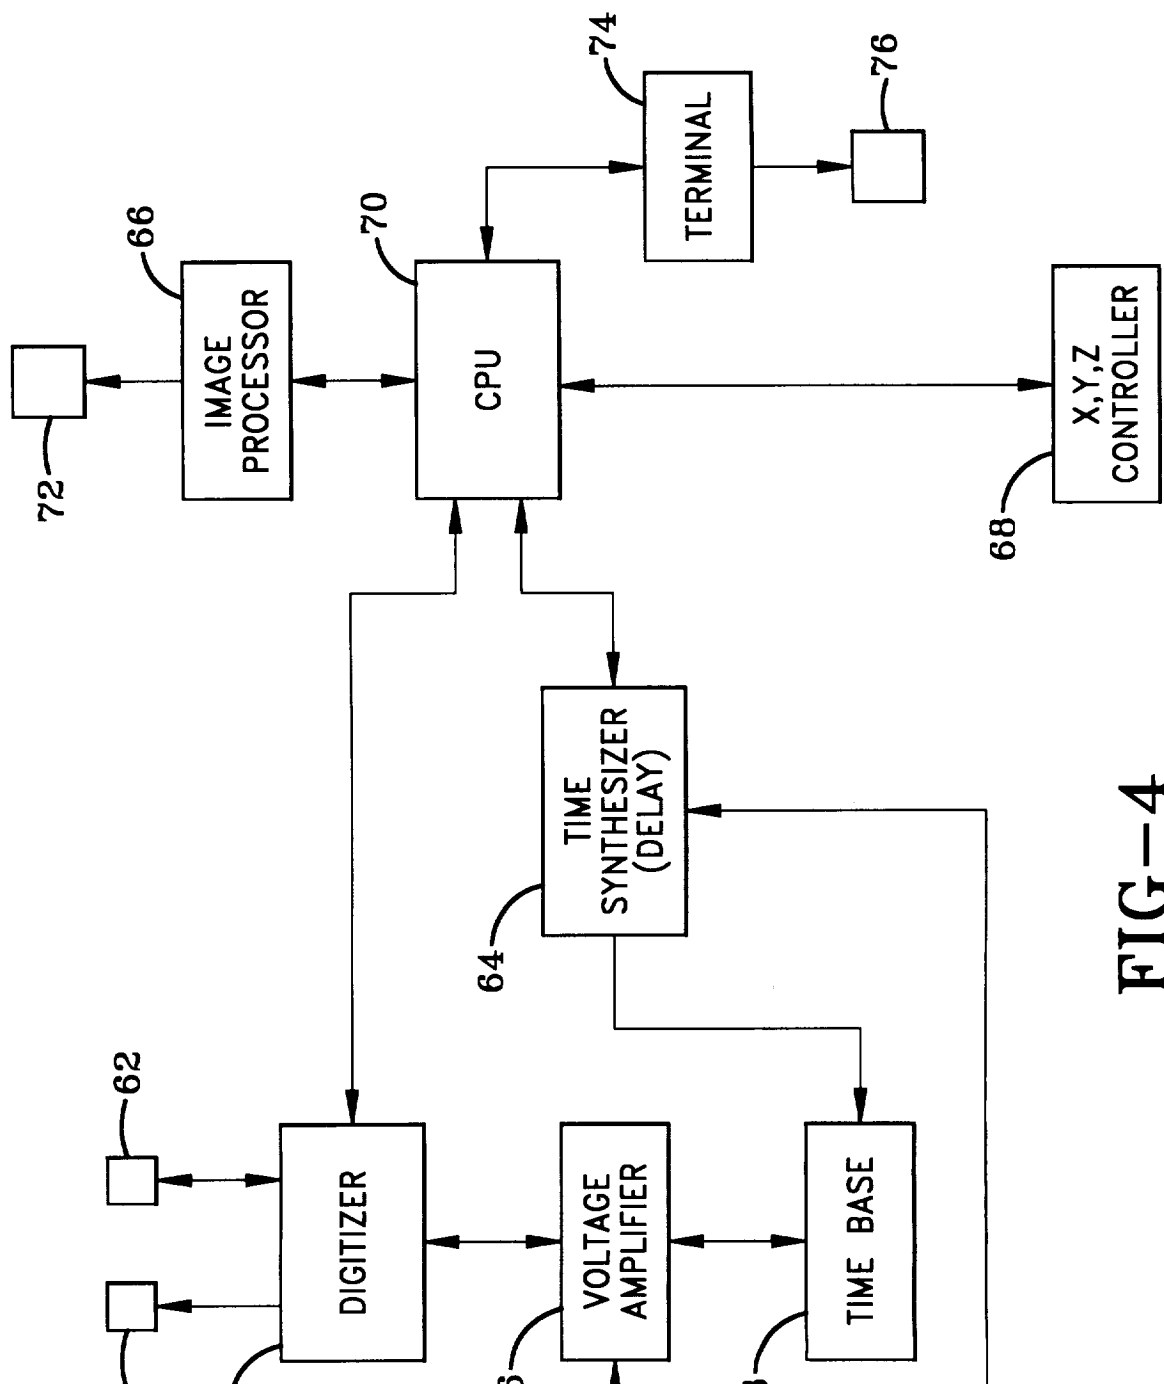 72
66
IMAGE
PROCESSOR
70
CPU
74
TERMINAL
76
68
X,Y,Z
CONTROLLER
64
TIME
SYNTHESIZER
(DELAY)
62
DIGITIZER
VOLTAGE
AMPLIFIER
TIME BASE
FIG-4